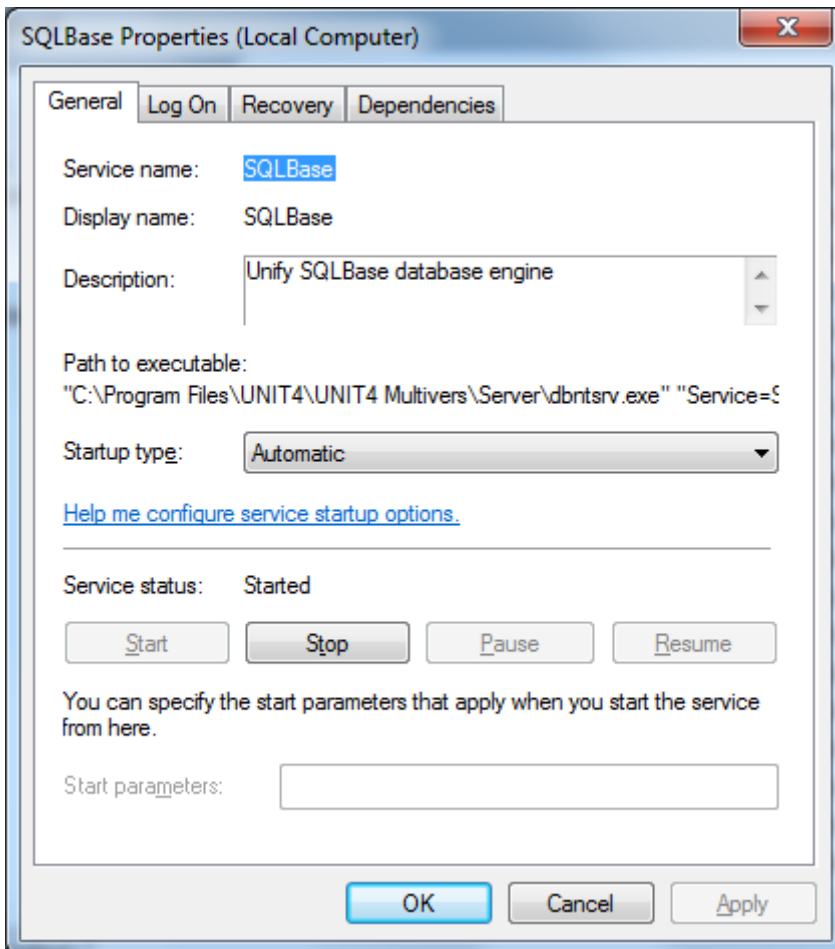 SQLBase Properties (Local Computer)
General Log On Recovery Dependencies
Service name: SQLBase
Display name: SQLBase
Description: Unify SQLBase database engine
Path to executable:
"C:\Program Files\UNIT4\UNIT4 Multivers\Server\dbntsrv.exe" "Service=S
Startup type: Automatic
Help me configure service startup options.
Service status: Started
Start Stop Pause Resume
You can specify the start parameters that apply when you start the service
from here.
Start parameters:
OK Cancel Apply